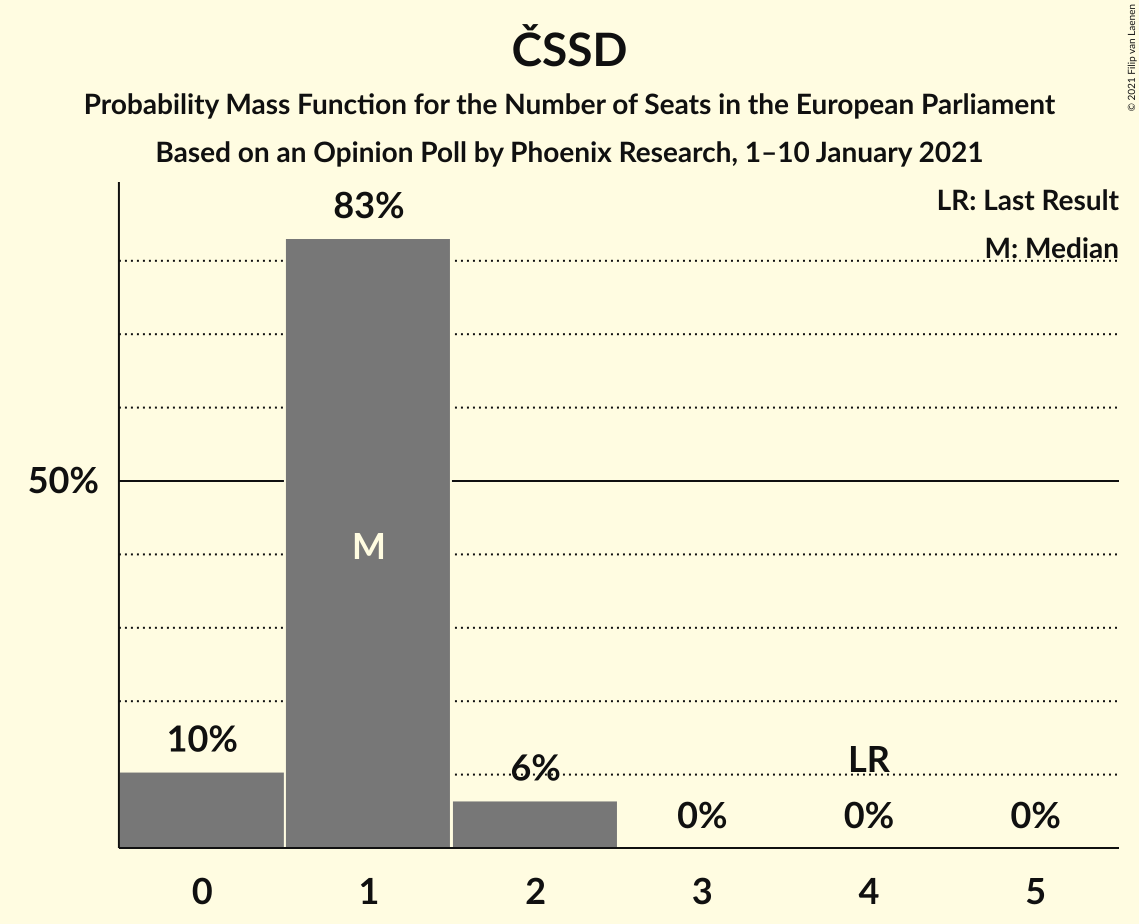 ČSSD
Probability Mass Function for the Number of Seats in the European Parliament
Based on an Opinion Poll by Phoenix Research, 1–10 January 2021
© 2021 Filip van Laenen
LR: Last Result
M: Median
83%
50%
M
10%
6%
LR
0%
0%
0%
0
1
2
3
4
5